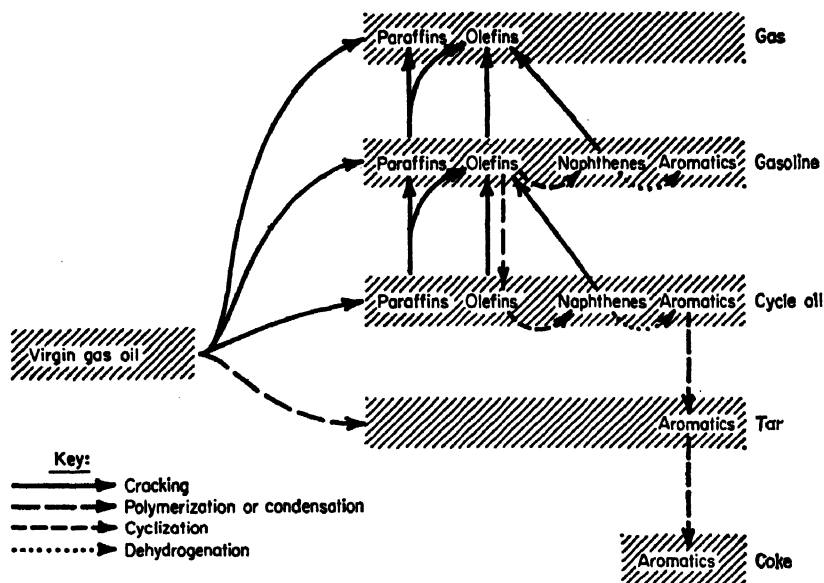 Paraffins Olefins Gas
Paraffins Olefins Naphthenes Aromatics Gasoline
Paraffins Olefins Naphthenes Aromatics Cycle oil
Virgin gas oil
Aromatics Tar
Key:
Cracking
Polymerization or condensation
Cyclization
Dehydrogenation
Aromatics Coke